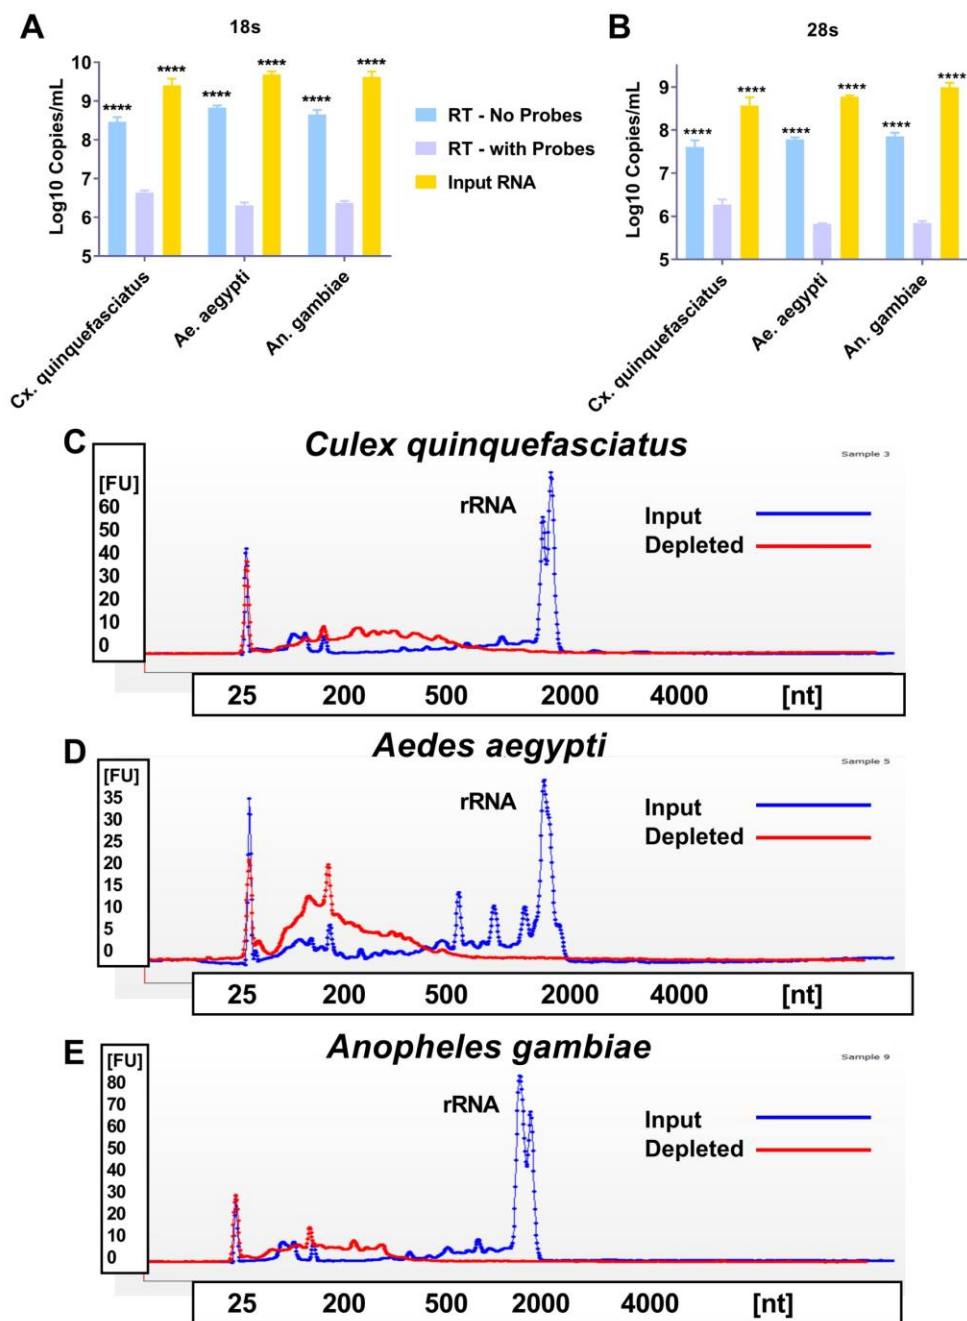 A
18s
Log10 Copies/mL
10
9
8
7
6
5
**** **** **** **** **** ****
Cx. quinquefasciatus
Ae. aegypti
An. gambiae
RT - No Probes
RT - with Probes
Input RNA
B
28s
Log10 Copies/mL
9
8
7
6
5
**** **** **** **** **** ****
Cx. quinquefasciatus
Ae. aegypti
An. gambiae
C
Culex quinquefasciatus
Sample 3
[FU]
60
50
40
30
20
10
0
rRNA
Input
Depleted
25 200 500 2000 4000 [nt]
D
Aedes aegypti
Sample 5
[FU]
35
30
25
20
15
10
5
0
rRNA
Input
Depleted
25 200 500 2000 4000 [nt]
E
Anopheles gambiae
Sample 9
[FU]
80
70
60
50
40
30
20
10
0
rRNA
Input
Depleted
25 200 500 2000 4000 [nt]